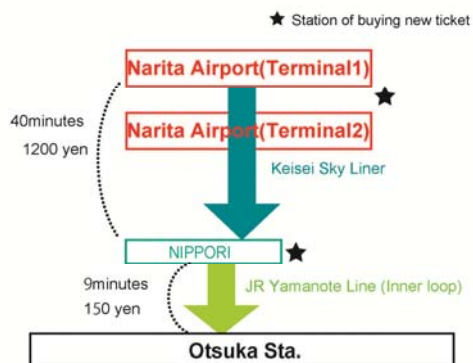 ★ Station of buying new ticket
Narita Airport(Terminal1)
40minutes
1200 yen
Narita Airport(Terminal2)
Keisei Sky Liner
NIPPORI
9minutes
150 yen
JR Yamanote Line (Inner loop)
Otsuka Sta.